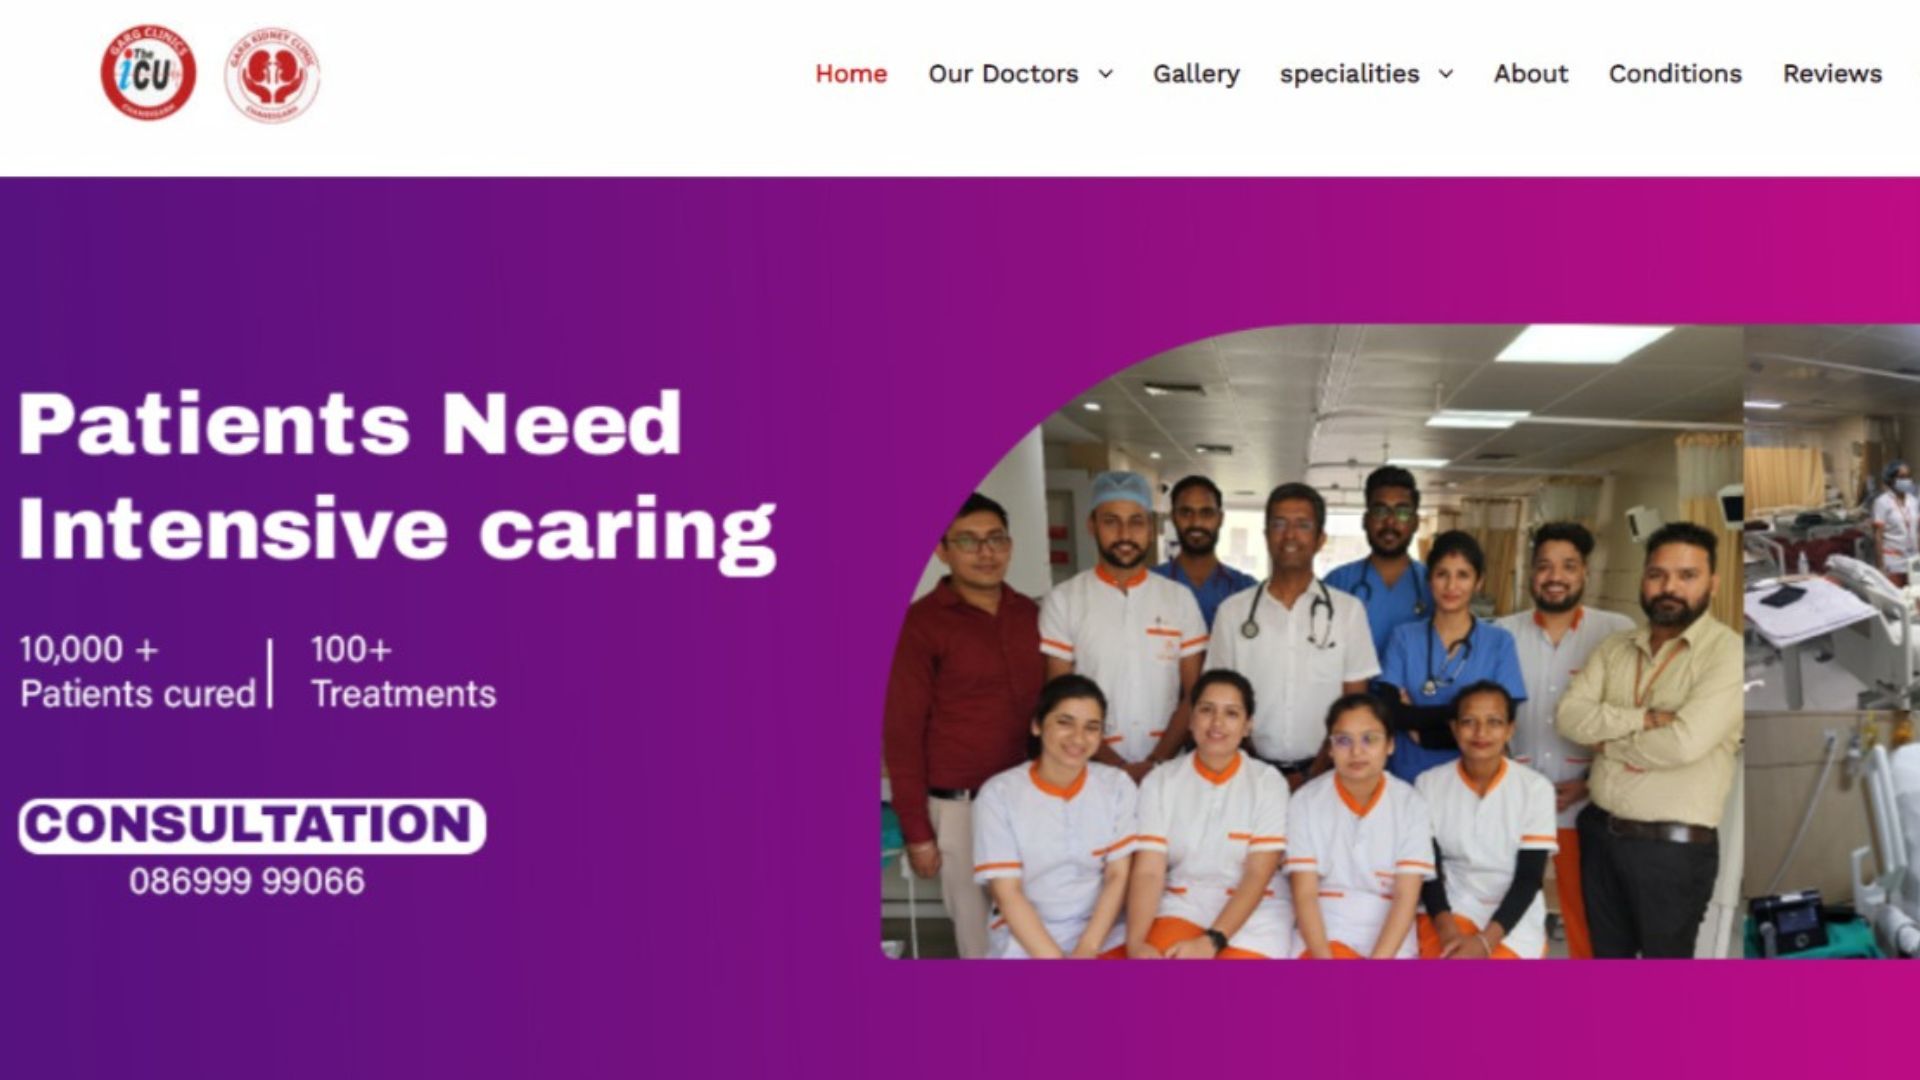 GARG CLINICS
The
iCU
CHANDIGARH
GARG KIDNEY CLINIC
CHANDIGARH
Home
Our Doctors
Gallery
specialities
About
Conditions
Reviews
Patients Need
Intensive caring
10,000 +
Patients cured
100+
Treatments
CONSULTATION
086999 99066